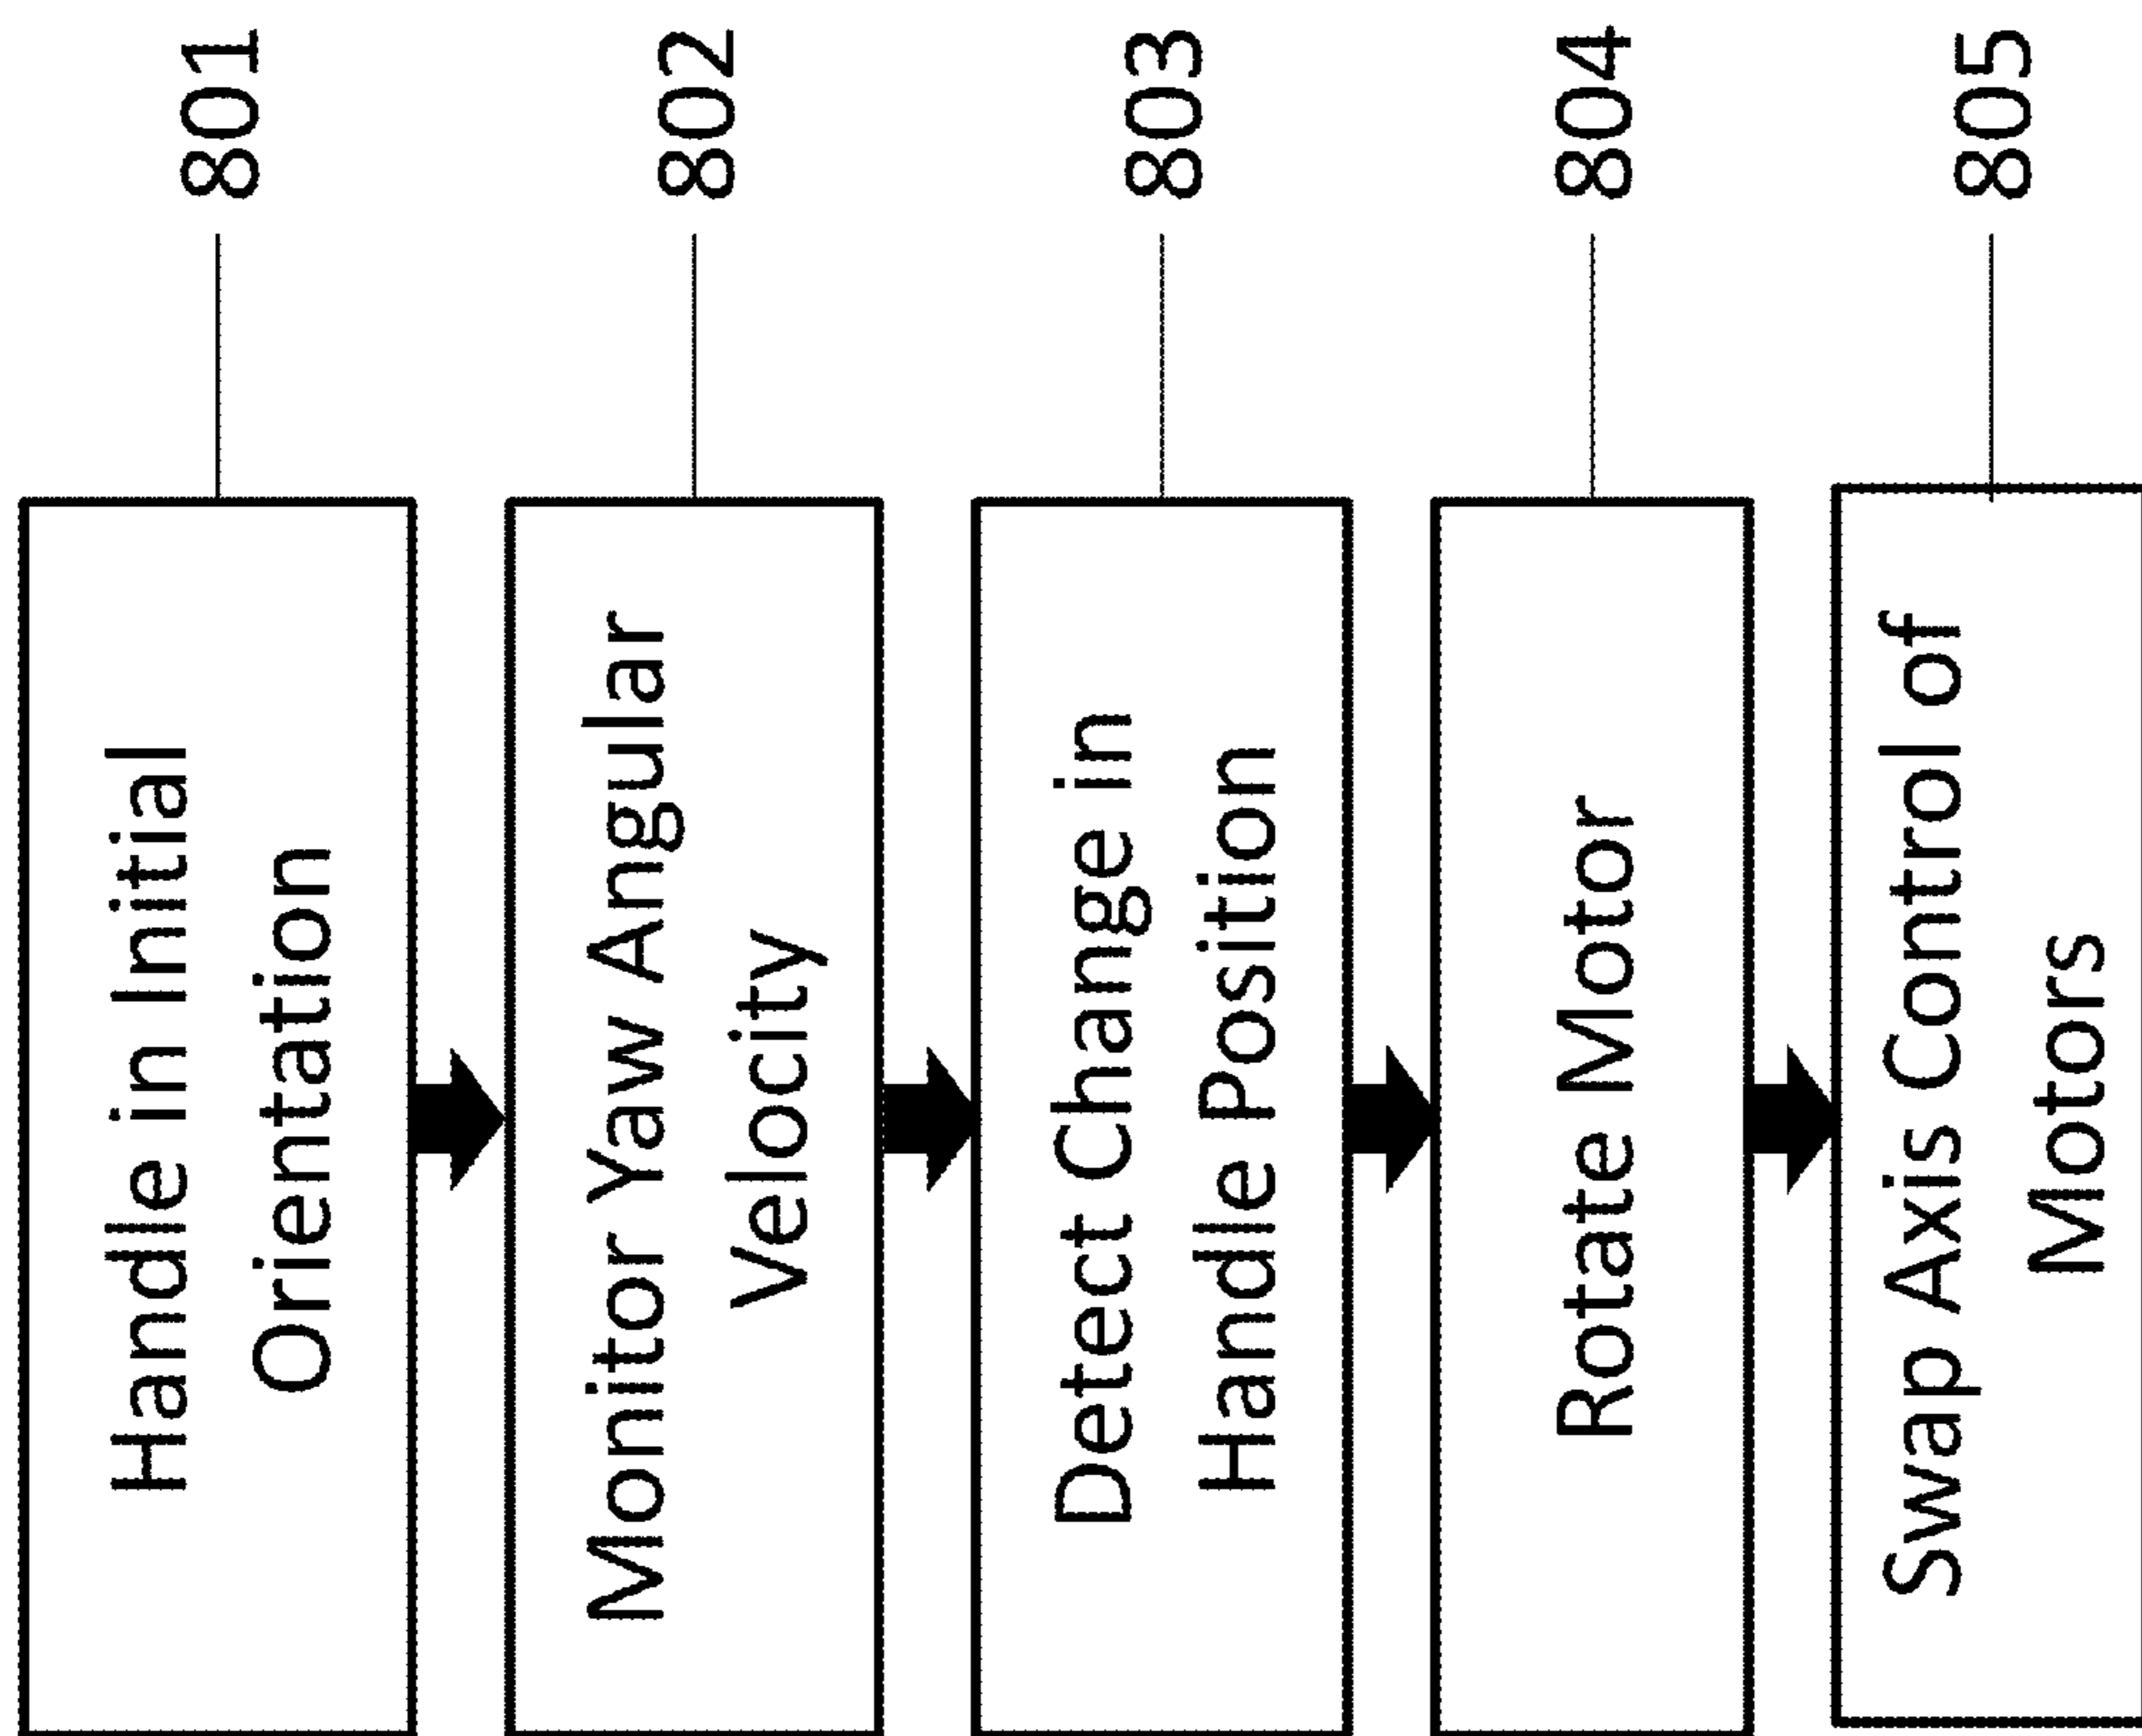 Handle in Initial
Orientation
801
Monitor Yaw Angular
Velocity
802
Detect Change in
Handle Position
803
Rotate Motor
804
Swap Axis Control of
Motors
805